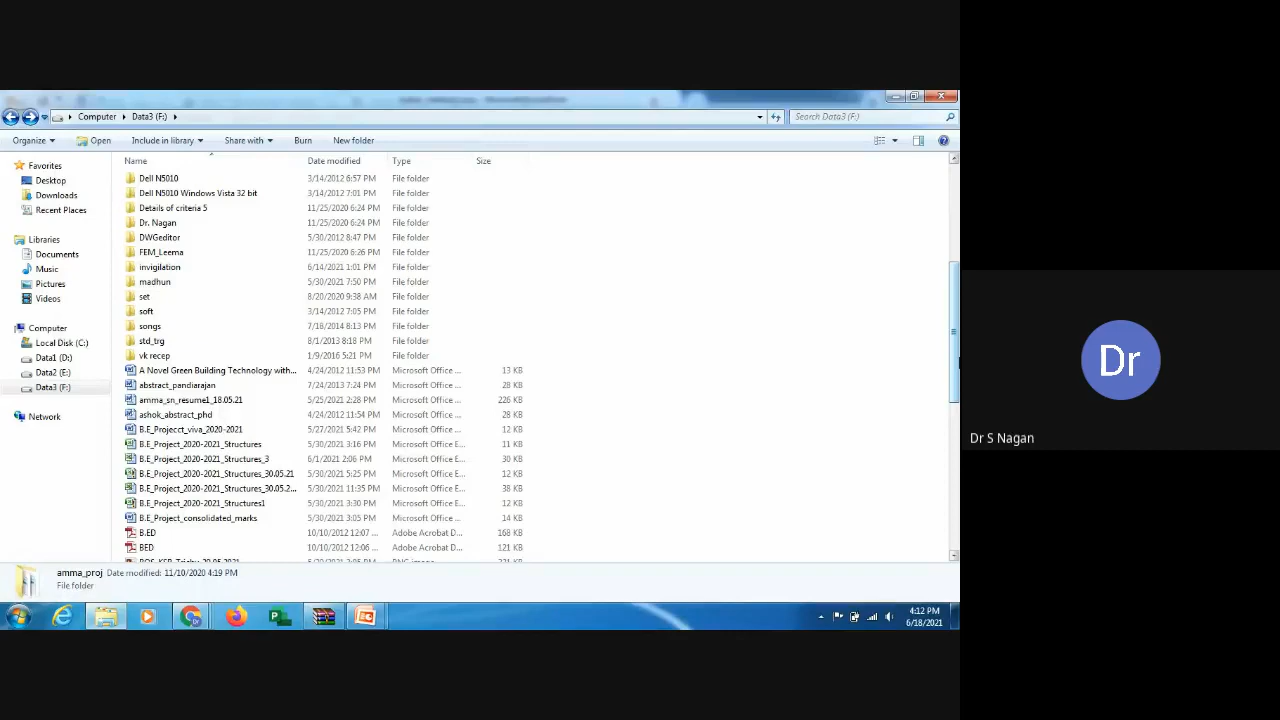 Computer Data3 (F:) Search Data3 (F:)
Organize Open Include in library Share with Burn New folder
Name Date modified Type Size
Favorites
Desktop
Downloads
Recent Places
Libraries
Documents
Music
Pictures
Videos
Computer
Local Disk (C:)
Data1 (D:)
Data2 (E:)
Data3 (F:)
Network
Dell N5010 3/14/2012 6:57 PM File folder
Dell N5010 Windows Vista 32 bit 3/14/2012 7:01 PM File folder
Details of criteria 5 11/25/2020 6:24 PM File folder
Dr. Nagan 11/25/2020 6:24 PM File folder
DWGeditor 5/30/2012 8:47 PM File folder
FEM_Leema 11/25/2020 6:26 PM File folder
invigilation 6/14/2021 1:01 PM File folder
madhun 5/30/2021 7:50 PM File folder
set 8/20/2020 9:38 AM File folder
soft 3/14/2012 7:05 PM File folder
songs 7/18/2014 8:13 PM File folder
std_trg 8/1/2013 8:18 PM File folder
vk recep 1/9/2016 5:21 PM File folder
A Novel Green Building Technology with... 4/24/2012 11:53 PM Microsoft Office ... 13 KB
abstract_pandiarajan 7/24/2013 7:24 PM Microsoft Office ... 28 KB
amma_sn_resume1_18.05.21 5/25/2021 2:28 PM Microsoft Office ... 226 KB
ashok_abstract_phd 4/24/2012 11:54 PM Microsoft Office ... 28 KB
B.E_Projecct_viva_2020-2021 5/27/2021 5:42 PM Microsoft Office ... 12 KB
B.E_Project_2020-2021_Structures 5/30/2021 3:16 PM Microsoft Office E... 11 KB
B.E_Project_2020-2021_Structures_3 6/1/2021 2:06 PM Microsoft Office E... 30 KB
B.E_Project_2020-2021_Structures_30.05.21 5/30/2021 5:25 PM Microsoft Office E... 12 KB
B.E_Project_2020-2021_Structures_30.05.2... 5/30/2021 11:35 PM Microsoft Office E... 38 KB
B.E_Project_2020-2021_Structures1 5/30/2021 3:30 PM Microsoft Office E... 12 KB
B.E_Project_consolidated_marks 5/30/2021 3:05 PM Microsoft Office ... 14 KB
B.ED 10/10/2012 12:07 ... Adobe Acrobat D... 168 KB
BED 10/10/2012 12:06 ... Adobe Acrobat D... 121 KB
amma_proj Date modified: 11/10/2020 4:19 PM
File folder
4:12 PM
6/18/2021
Dr
Dr S Nagan